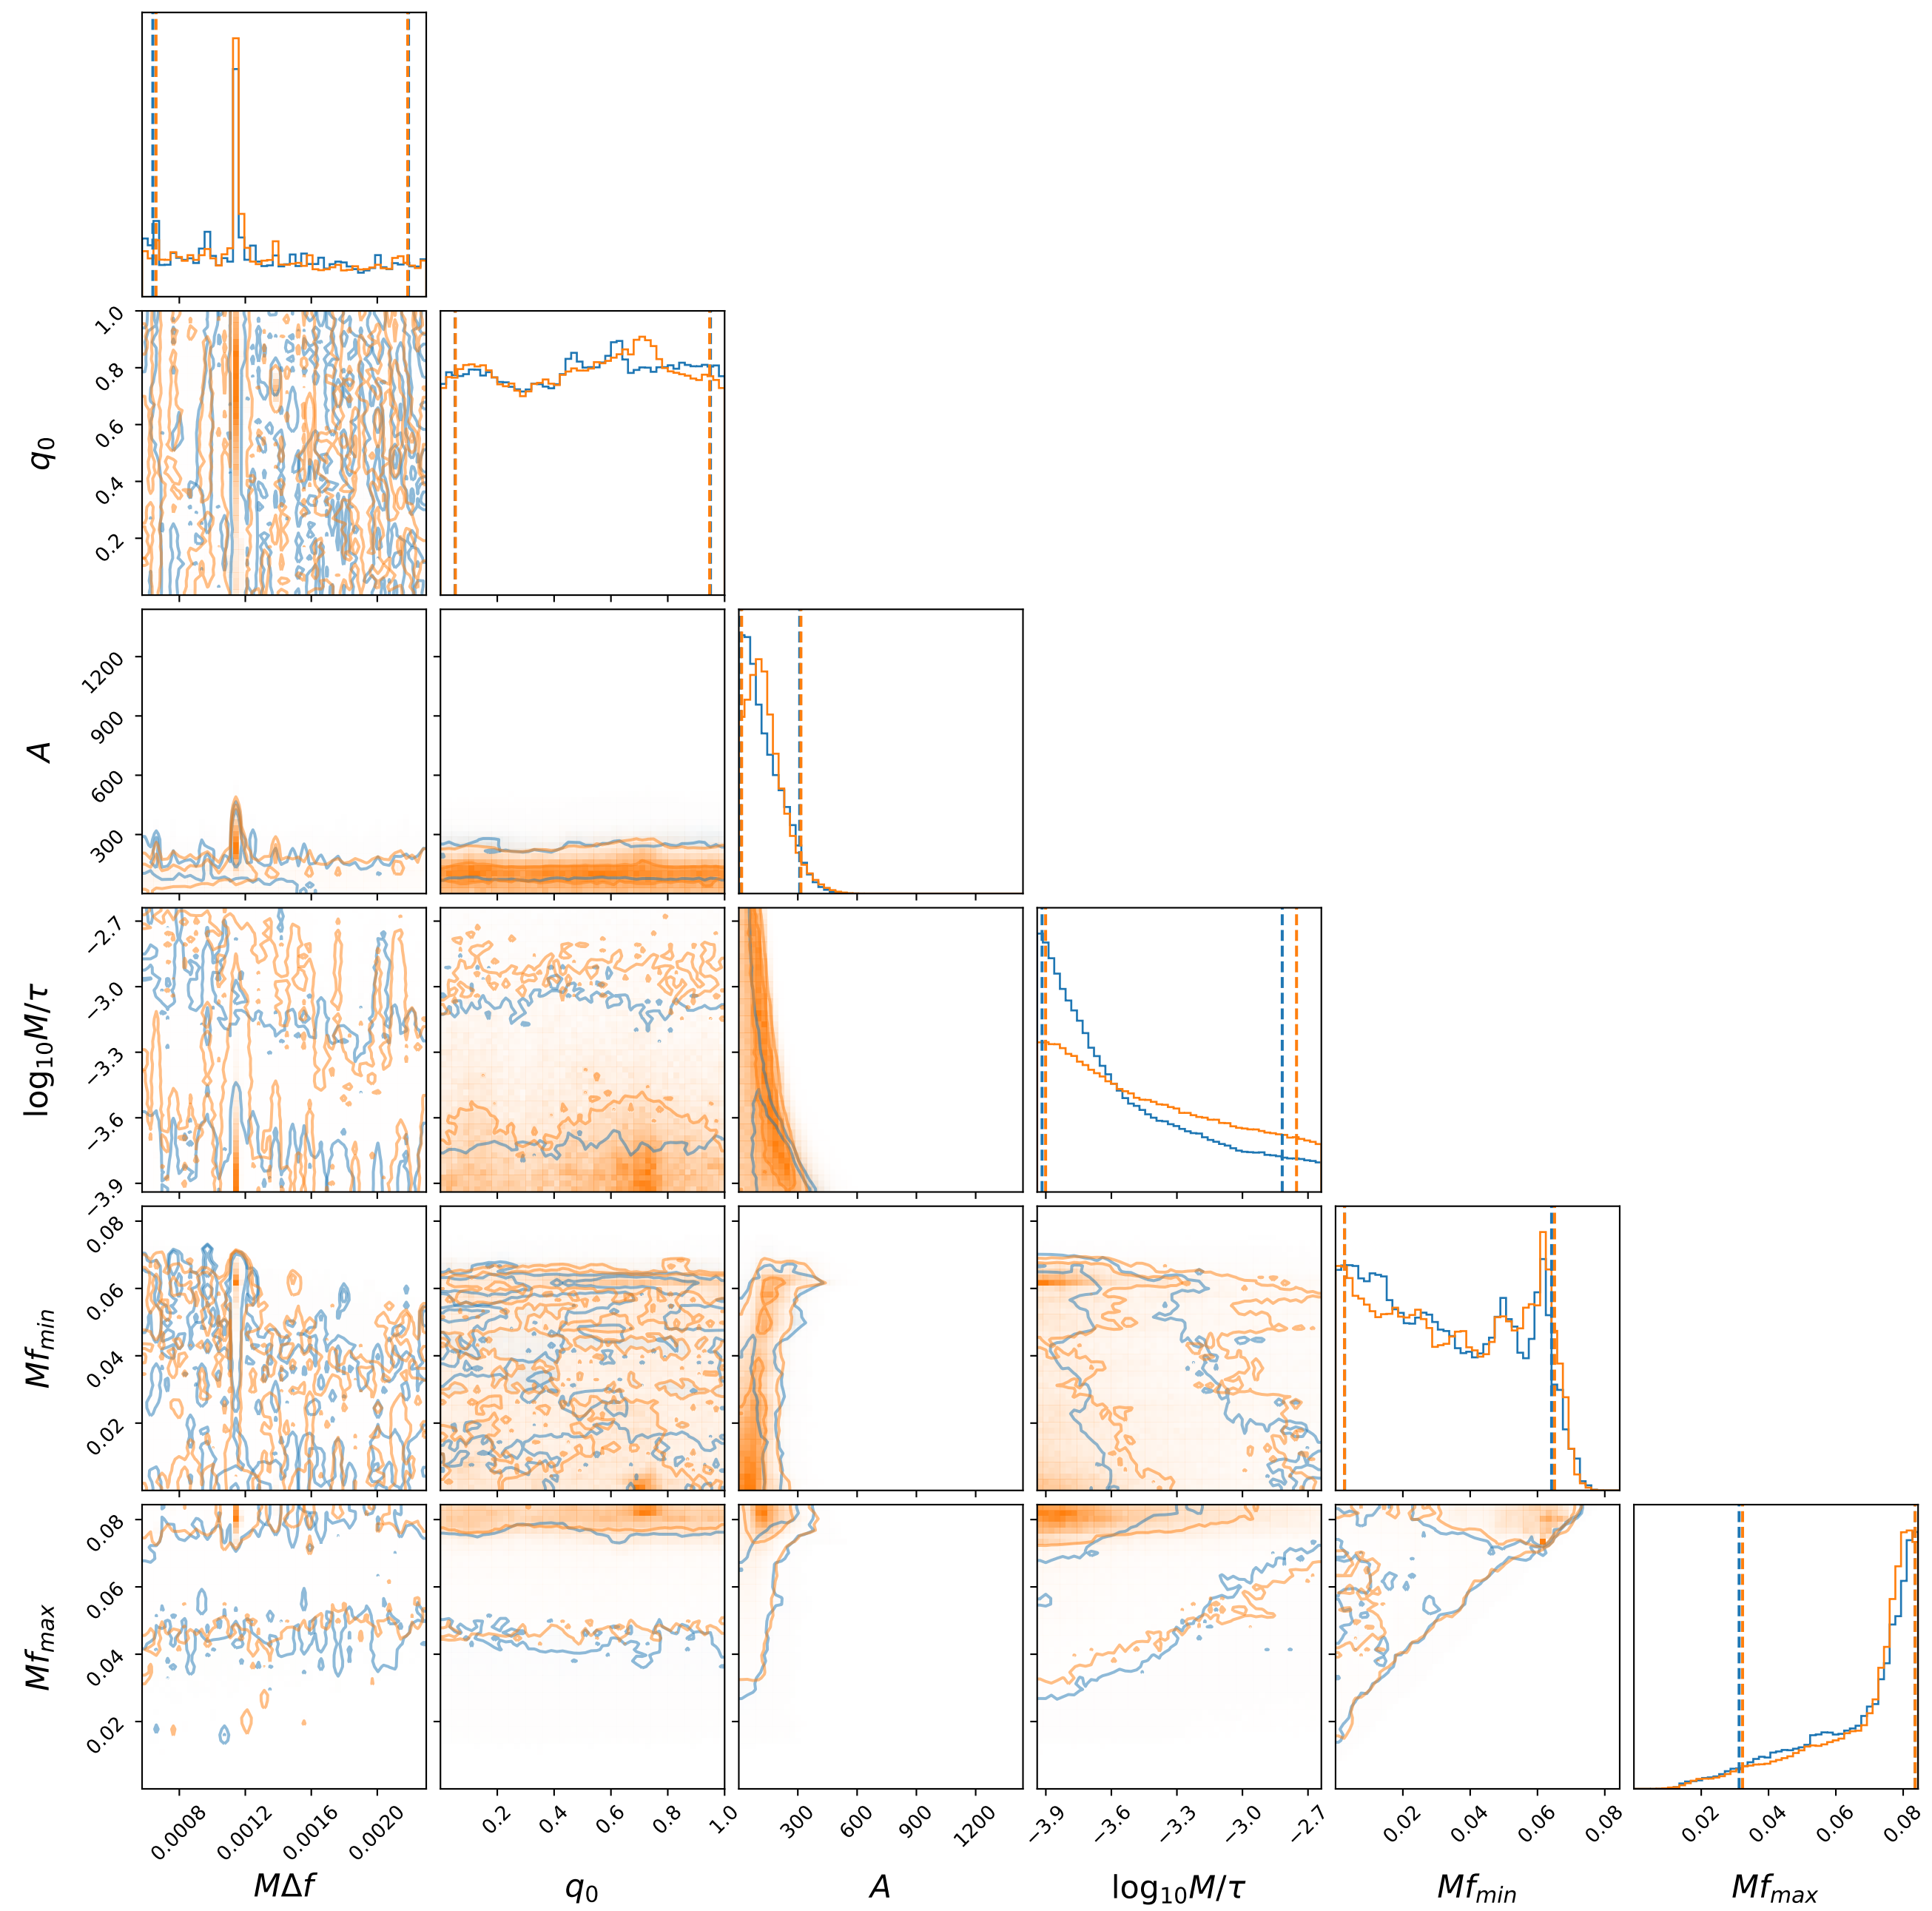 1.0
0.8
0.6
0.4
0.2
q0
1200
900
600
300
A
−2.7
−3.0
−3.3
−3.6
−3.9
log10M/τ
0.08
0.06
0.04
0.02
Mfmin
0.08
0.06
0.04
0.02
Mfmax
0.0008 0.0012 0.0016 0.0020
0.2 0.4 0.6 0.8 1.0
300 600 900 1200
−3.9 −3.6 −3.3 −3.0 −2.7
0.02 0.04 0.06 0.08
0.02 0.04 0.06 0.08
MΔf q0 A log10M/τ Mfmin Mfmax